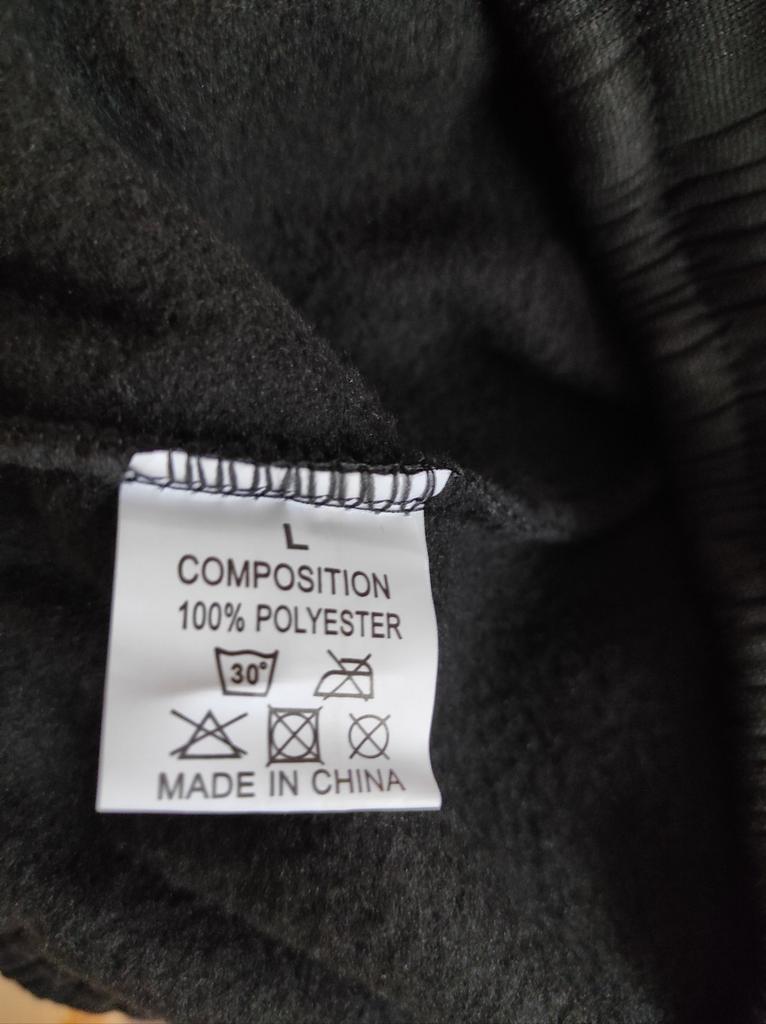 L
COMPOSITION
100% POLYESTER
30°
MADE IN CHINA